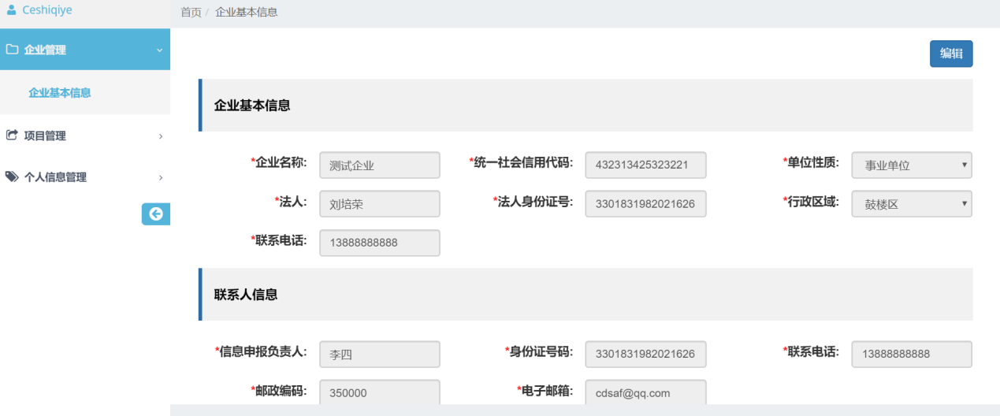 Ceshiqiye
首页 / 企业基本信息
企业管理
企业基本信息
项目管理
个人信息管理
编辑
企业基本信息
*企业名称: 测试企业 *统一社会信用代码: 432313425323221 *单位性质: 事业单位
*法人: 刘培荣 *法人身份证号: 3301831982021626 *行政区域: 鼓楼区
*联系电话: 13888888888
联系人信息
*信息申报负责人: 李四 *身份证号码: 3301831982021626 *联系电话: 13888888888
*邮政编码: 350000 *电子邮箱: cdsaf@qq.com